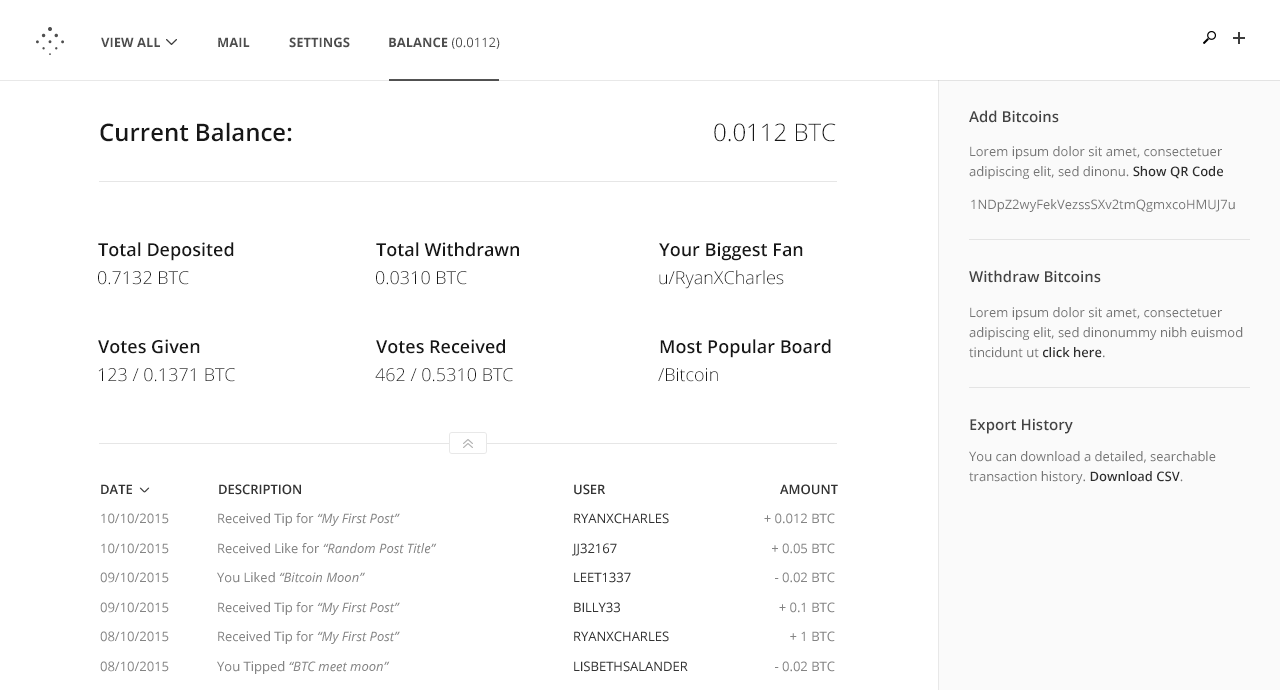 VIEW ALL MAIL SETTINGS BALANCE (0.0112)
Current Balance: 0.0112 BTC
Total Deposited Total Withdrawn Your Biggest Fan
0.7132 BTC 0.0310 BTC u/RyanXCharles
Votes Given Votes Received Most Popular Board
123 / 0.1371 BTC 462 / 0.5310 BTC /Bitcoin
DATE DESCRIPTION USER AMOUNT
10/10/2015 Received Tip for “My First Post” RYANXCHARLES + 0.012 BTC
10/10/2015 Received Like for “Random Post Title” JJ32167 + 0.05 BTC
09/10/2015 You Liked “Bitcoin Moon” LEET1337 - 0.02 BTC
09/10/2015 Received Tip for “My First Post” BILLY33 + 0.1 BTC
08/10/2015 Received Tip for “My First Post” RYANXCHARLES + 1 BTC
08/10/2015 You Tipped “BTC meet moon” LISBETHSALANDER - 0.02 BTC
Add Bitcoins
Lorem ipsum dolor sit amet, consectetuer
adipiscing elit, sed dinonu. Show QR Code
1NDpZ2wyFekVezssSXv2tmQgmxcoHMUJ7u
Withdraw Bitcoins
Lorem ipsum dolor sit amet, consectetuer
adipiscing elit, sed dinonummy nibh euismod
tincidunt ut click here.
Export History
You can download a detailed, searchable
transaction history. Download CSV.